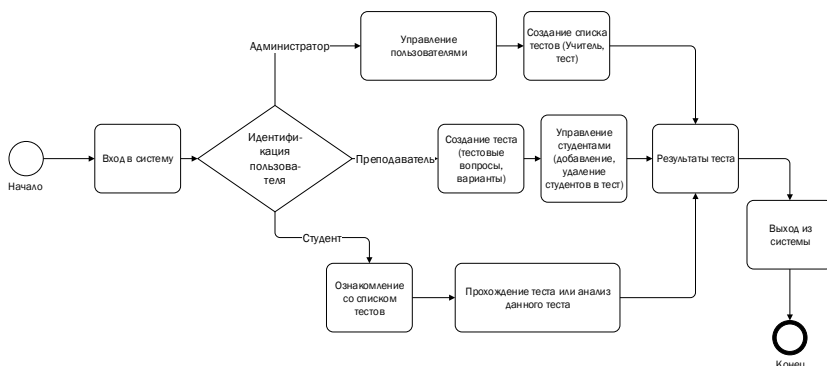 Администратор
Управление
пользователями
Создание списка
тестов (Учитель,
тест)
Начало
Вход в систему
Идентифи-
кация
пользова-
теля
Преподаватель
Создание теста
(тестовые
вопросы,
варианты)
Управление
студентами
(добавление,
удаление
студентов в тест)
Результаты теста
Студент
Ознакомление
со списком
тестов
Прохождение теста или анализ
данного теста
Выход из
системы
Конец